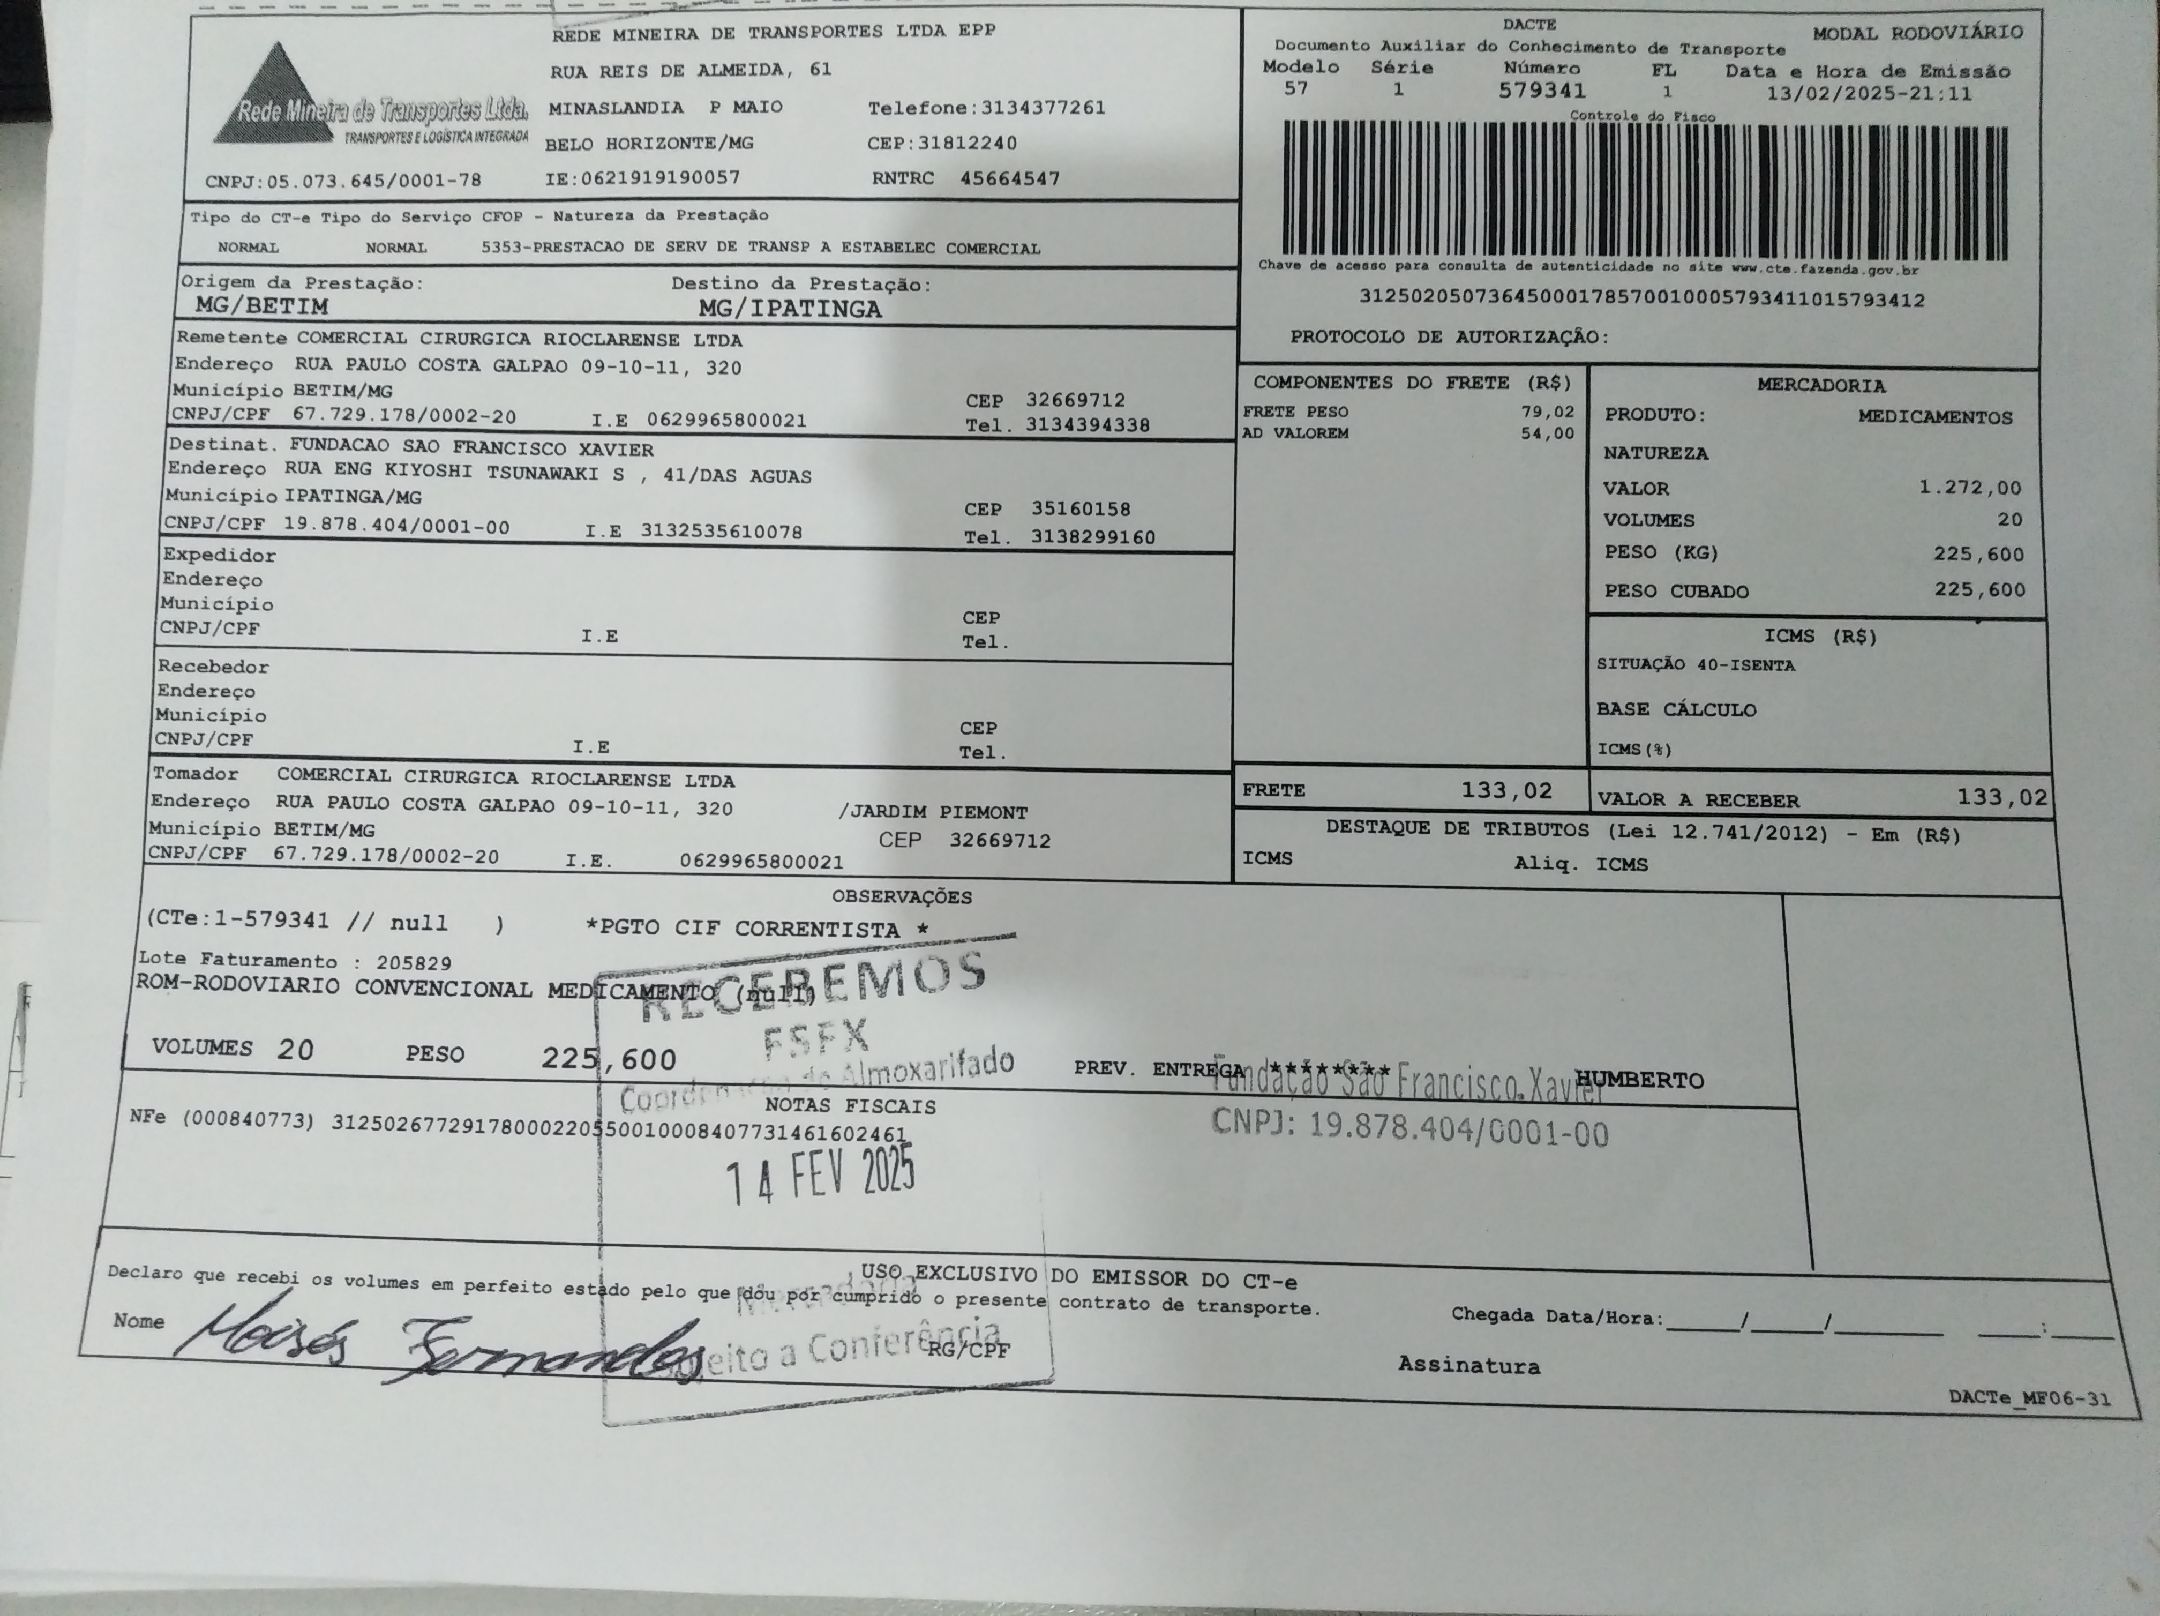 Rede Mineira de Transportes Ltda.
TRANSPORTES E LOGÍSTICA INTEGRADA
REDE MINEIRA DE TRANSPORTES LTDA EPP
RUA REIS DE ALMEIDA, 61
MINASLANDIA P MAIO Telefone:3134377261
BELO HORIZONTE/MG CEP:31812240
CNPJ:05.073.645/0001-78 IE:0621919190057 RNTRC 45664547
DACTE MODAL RODOVIÁRIO
Documento Auxiliar do Conhecimento de Transporte
Modelo Série Número FL Data e Hora de Emissão
57 1 579341 1 13/02/2025-21:11
Controle do Fisco
Chave de acesso para consulta de autenticidade no site www.cte.fazenda.gov.br
31250205073645000178570010005793411015793412
PROTOCOLO DE AUTORIZAÇÃO:
Tipo do CT-e Tipo do Serviço CFOP - Natureza da Prestação
NORMAL NORMAL 5353-PRESTACAO DE SERV DE TRANSP A ESTABELEC COMERCIAL
Origem da Prestação: Destino da Prestação:
MG/BETIM MG/IPATINGA
Remetente COMERCIAL CIRURGICA RIOCLARENSE LTDA
Endereço RUA PAULO COSTA GALPAO 09-10-11, 320
Município BETIM/MG CEP 32669712
CNPJ/CPF 67.729.178/0002-20 I.E 0629965800021 Tel. 3134394338
Destinat. FUNDACAO SAO FRANCISCO XAVIER
Endereço RUA ENG KIYOSHI TSUNAWAKI S , 41/DAS AGUAS
Município IPATINGA/MG CEP 35160158
CNPJ/CPF 19.878.404/0001-00 I.E 3132535610078 Tel. 3138299160
Expedidor
Endereço
Município CEP
CNPJ/CPF I.E Tel.
Recebedor
Endereço
Município CEP
CNPJ/CPF I.E Tel.
Tomador COMERCIAL CIRURGICA RIOCLARENSE LTDA
Endereço RUA PAULO COSTA GALPAO 09-10-11, 320 /JARDIM PIEMONT
Município BETIM/MG CEP 32669712
CNPJ/CPF 67.729.178/0002-20 I.E. 0629965800021
COMPONENTES DO FRETE (R$)
FRETE PESO 79,02
AD VALOREM 54,00
MERCADORIA
PRODUTO: MEDICAMENTOS
NATUREZA
VALOR 1.272,00
VOLUMES 20
PESO (KG) 225,600
PESO CUBADO 225,600
ICMS (R$)
SITUAÇÃO 40-ISENTA
BASE CÁLCULO
ICMS(%)
FRETE 133,02 VALOR A RECEBER 133,02
DESTAQUE DE TRIBUTOS (Lei 12.741/2012) - Em (R$)
ICMS Aliq. ICMS
OBSERVAÇÕES
(CTe:1-579341 // null ) *PGTO CIF CORRENTISTA *
Lote Faturamento : 205829
ROM-RODOVIARIO CONVENCIONAL MEDICAMENTO (null)
RECEBEMOS
FSFX
Coordenação de Almoxarifado
VOLUMES 20 PESO 225,600 PREV. ENTREGA ******** HUMBERTO
Fundação São Francisco Xavier
CNPJ: 19.878.404/0001-00
NOTAS FISCAIS
NFe (000840773) 31250267729178000220550010008407731461602461
14 FEV 2025
USO EXCLUSIVO DO EMISSOR DO CT-e
Declaro que recebi os volumes em perfeito estado pelo que dou por cumprido o presente contrato de transporte.
Chegada Data/Hora:_____/_____/_______ ____:____
Nome Moisés Fernandes RG/CPF
Sujeito a Conferência
Assinatura
DACTe_MF06-31